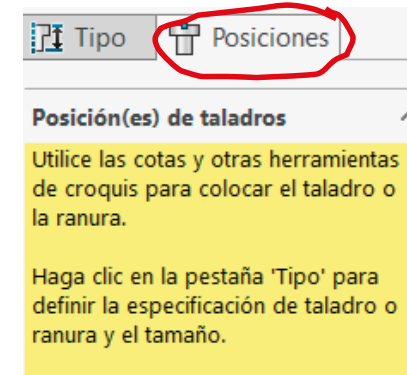 Tipo Posiciones
Posición(es) de taladros
Utilice las cotas y otras herramientas
de croquis para colocar el taladro o
la ranura.
Haga clic en la pestaña 'Tipo' para
definir la especificación de taladro o
ranura y el tamaño.